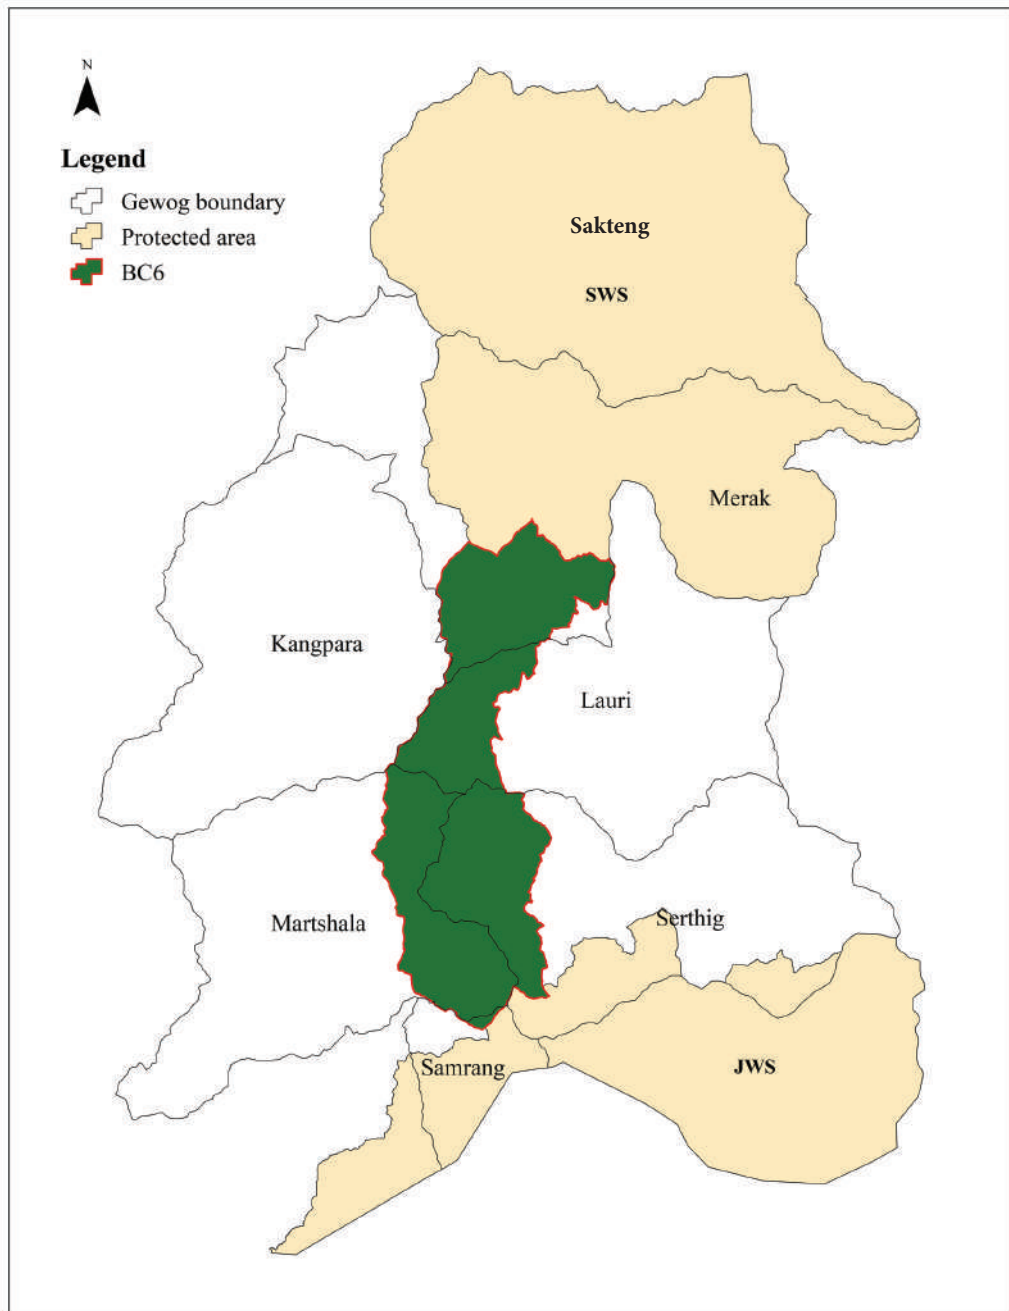 N
Legend
Gewog boundary
Protected area
BC6
Sakteng
SWS
Merak
Kangpara
Lauri
Martshala
Serthig
Samrang
JWS